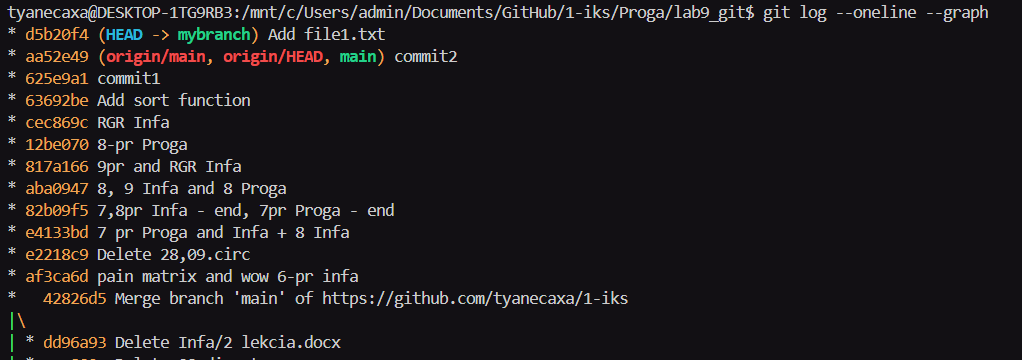 tyanecaxa@DESKTOP-1TG9RB3:/mnt/c/Users/admin/Documents/GitHub/1-iks/Proga/lab9_git$ git log --oneline --graph
* d5b20f4 (HEAD -> mybranch) Add file1.txt
* aa52e49 (origin/main, origin/HEAD, main) commit2
* 625e9a1 commit1
* 63692be Add sort function
* cec869c RGR Infa
* 12be070 8-pr Proga
* 817a166 9pr and RGR Infa
* aba0947 8, 9 Infa and 8 Proga
* 82b09f5 7,8pr Infa - end, 7pr Proga - end
* e4133bd 7 pr Proga and Infa + 8 Infa
* e2218c9 Delete 28,09.circ
* af3ca6d pain matrix and wow 6-pr infa
*   42826d5 Merge branch 'main' of https://github.com/tyanecaxa/1-iks
|\
| * dd96a93 Delete Infa/2 lekcia.docx